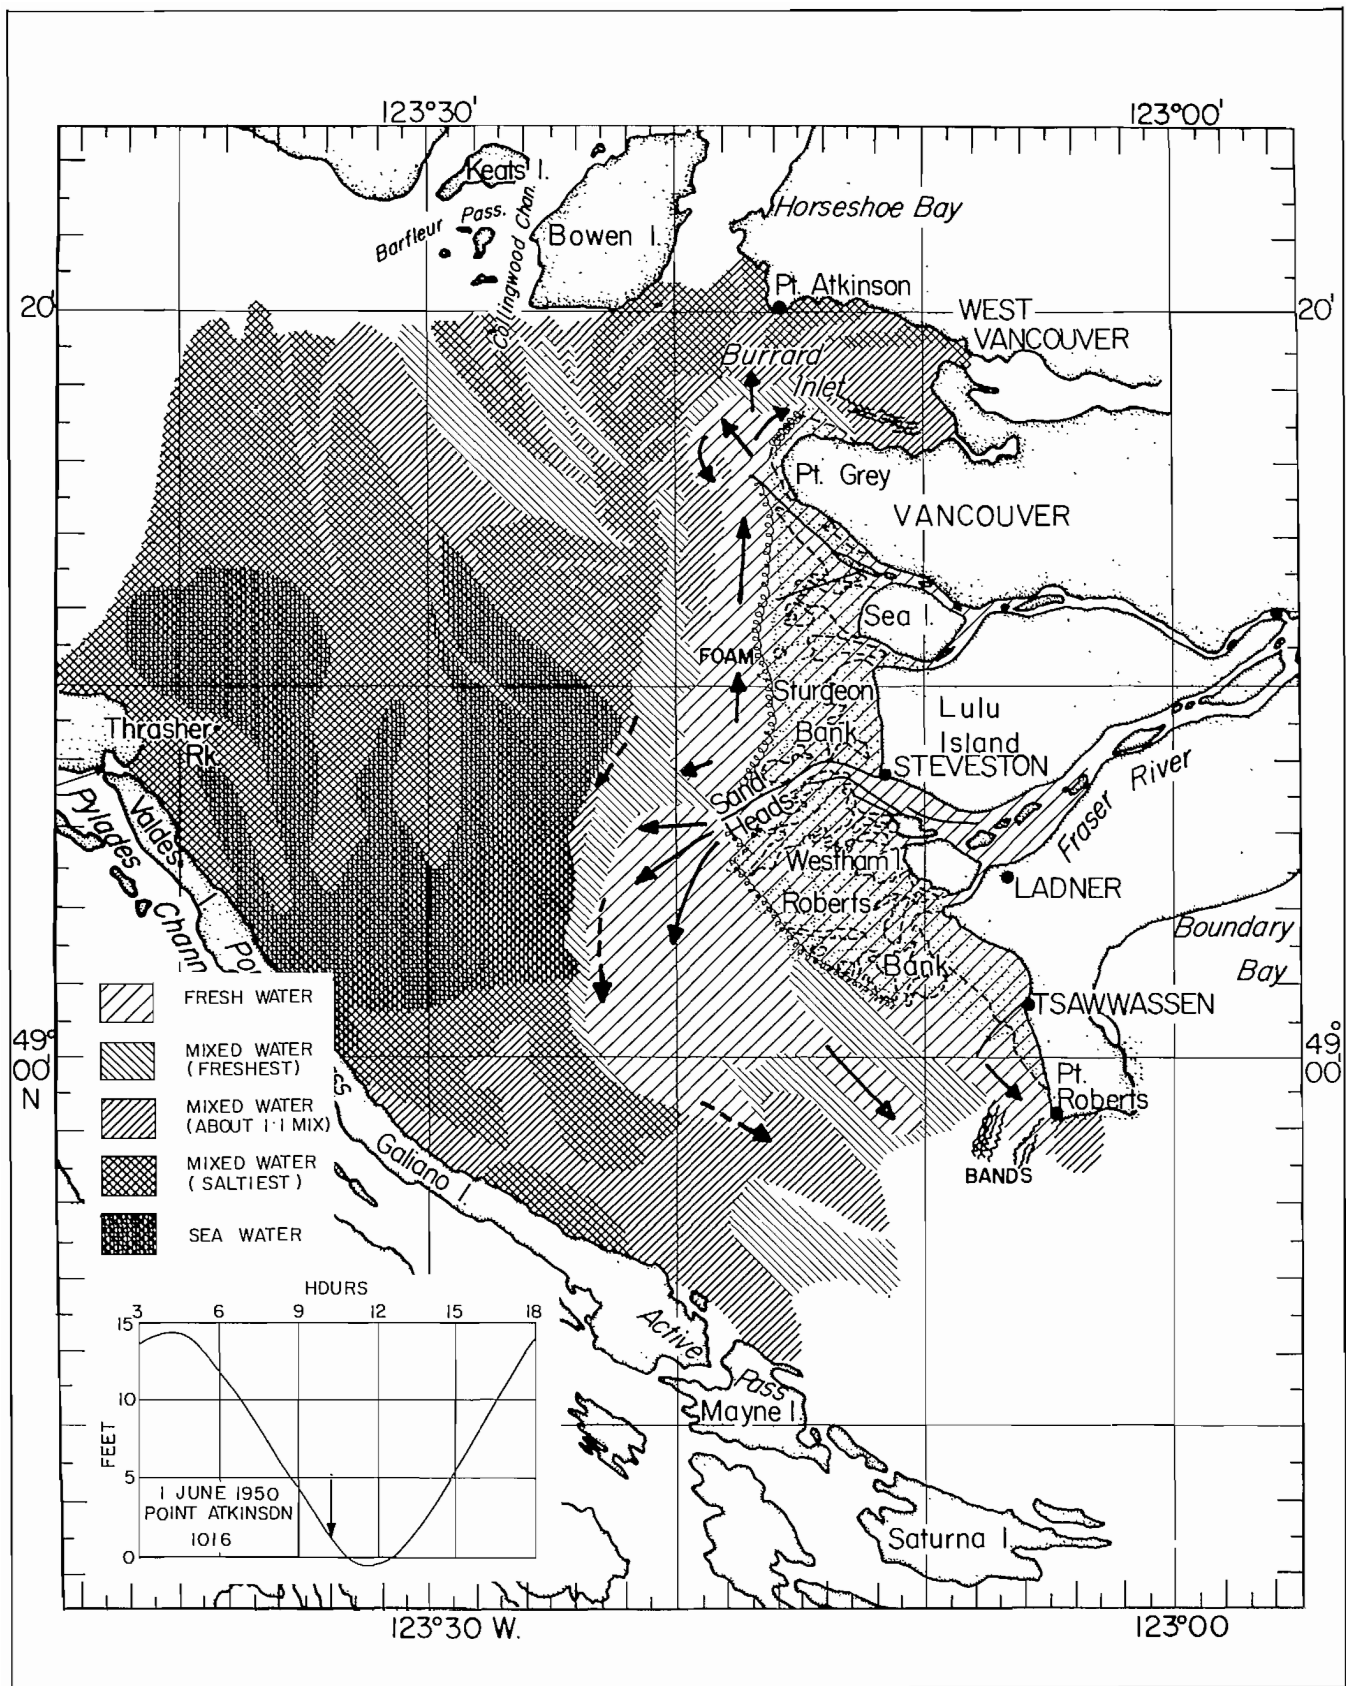 123°30'
123°00'
Keats I.
Barfleur Pass.
Collingwood Chan.
Bowen I.
Horseshoe Bay
Pt. Atkinson
20'
20'
WEST
VANCOUVER
Burrard
Inlet
Pt. Grey
VANCOUVER
Sea I.
FOAM
Sturgeon
Bank
Lulu
Island
Thrasher
Rk.
STEVESTON
Sand
Heads
Fraser River
Pylades
Chann
Valdes
Westham I.
LADNER
Roberts
Bank
Boundary
Bay
TSAWWASSEN
FRESH WATER
49°
00'
N
49°
00'
MIXED WATER
(FRESHEST)
Pt.
Roberts
MIXED WATER
(ABOUT 1:1 MIX)
BANDS
Galiano I.
MIXED WATER
(SALTIEST)
SEA WATER
HOURS
3 6 9 12 15 18
15
10
5
0
FEET
1 JUNE 1950
POINT ATKINSON
1016
Active
Pass
Mayne I.
Saturna I.
123°30' W.
123°00